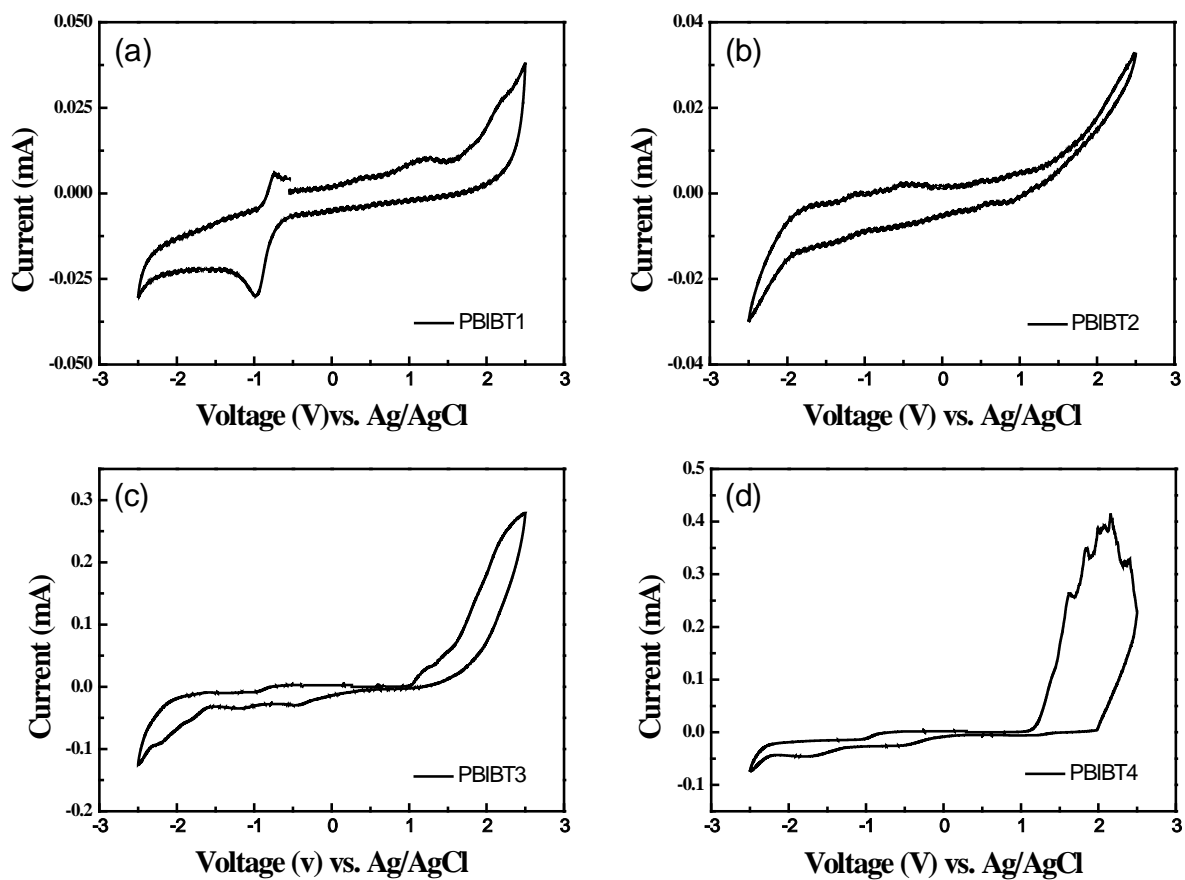 (a)
0.050
0.025
0.000
-0.025
-0.050
Current (mA)
PBIBT1
-3 -2 -1 0 1 2 3
Voltage (V)vs. Ag/AgCl
(b)
0.04
0.02
0.00
-0.02
-0.04
Current (mA)
PBIBT2
-3 -2 -1 0 1 2 3
Voltage (V) vs. Ag/AgCl
(c)
0.3
0.2
0.1
0.0
-0.1
-0.2
Current (mA)
PBIBT3
-3 -2 -1 0 1 2 3
Voltage (v) vs. Ag/AgCl
(d)
0.5
0.4
0.3
0.2
0.1
0.0
-0.1
Current (mA)
PBIBT4
-3 -2 -1 0 1 2 3
Voltage (V) vs. Ag/AgCl